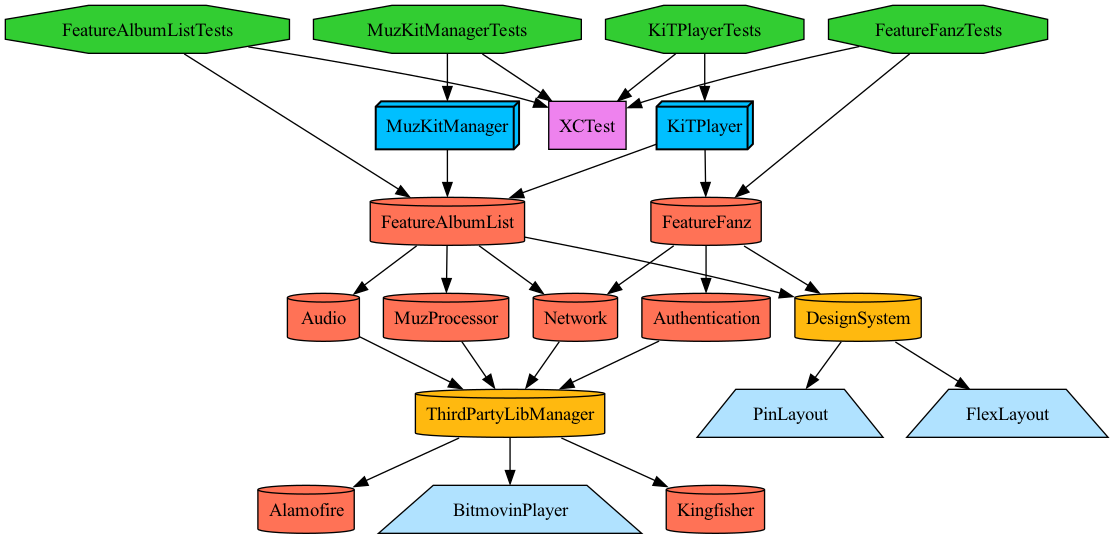 FeatureAlbumListTests
MuzKitManagerTests
KiTPlayerTests
FeatureFanzTests
MuzKitManager
XCTest
KiTPlayer
FeatureAlbumList
FeatureFanz
Audio
MuzProcessor
Network
Authentication
DesignSystem
ThirdPartyLibManager
PinLayout
FlexLayout
Alamofire
BitmovinPlayer
Kingfisher